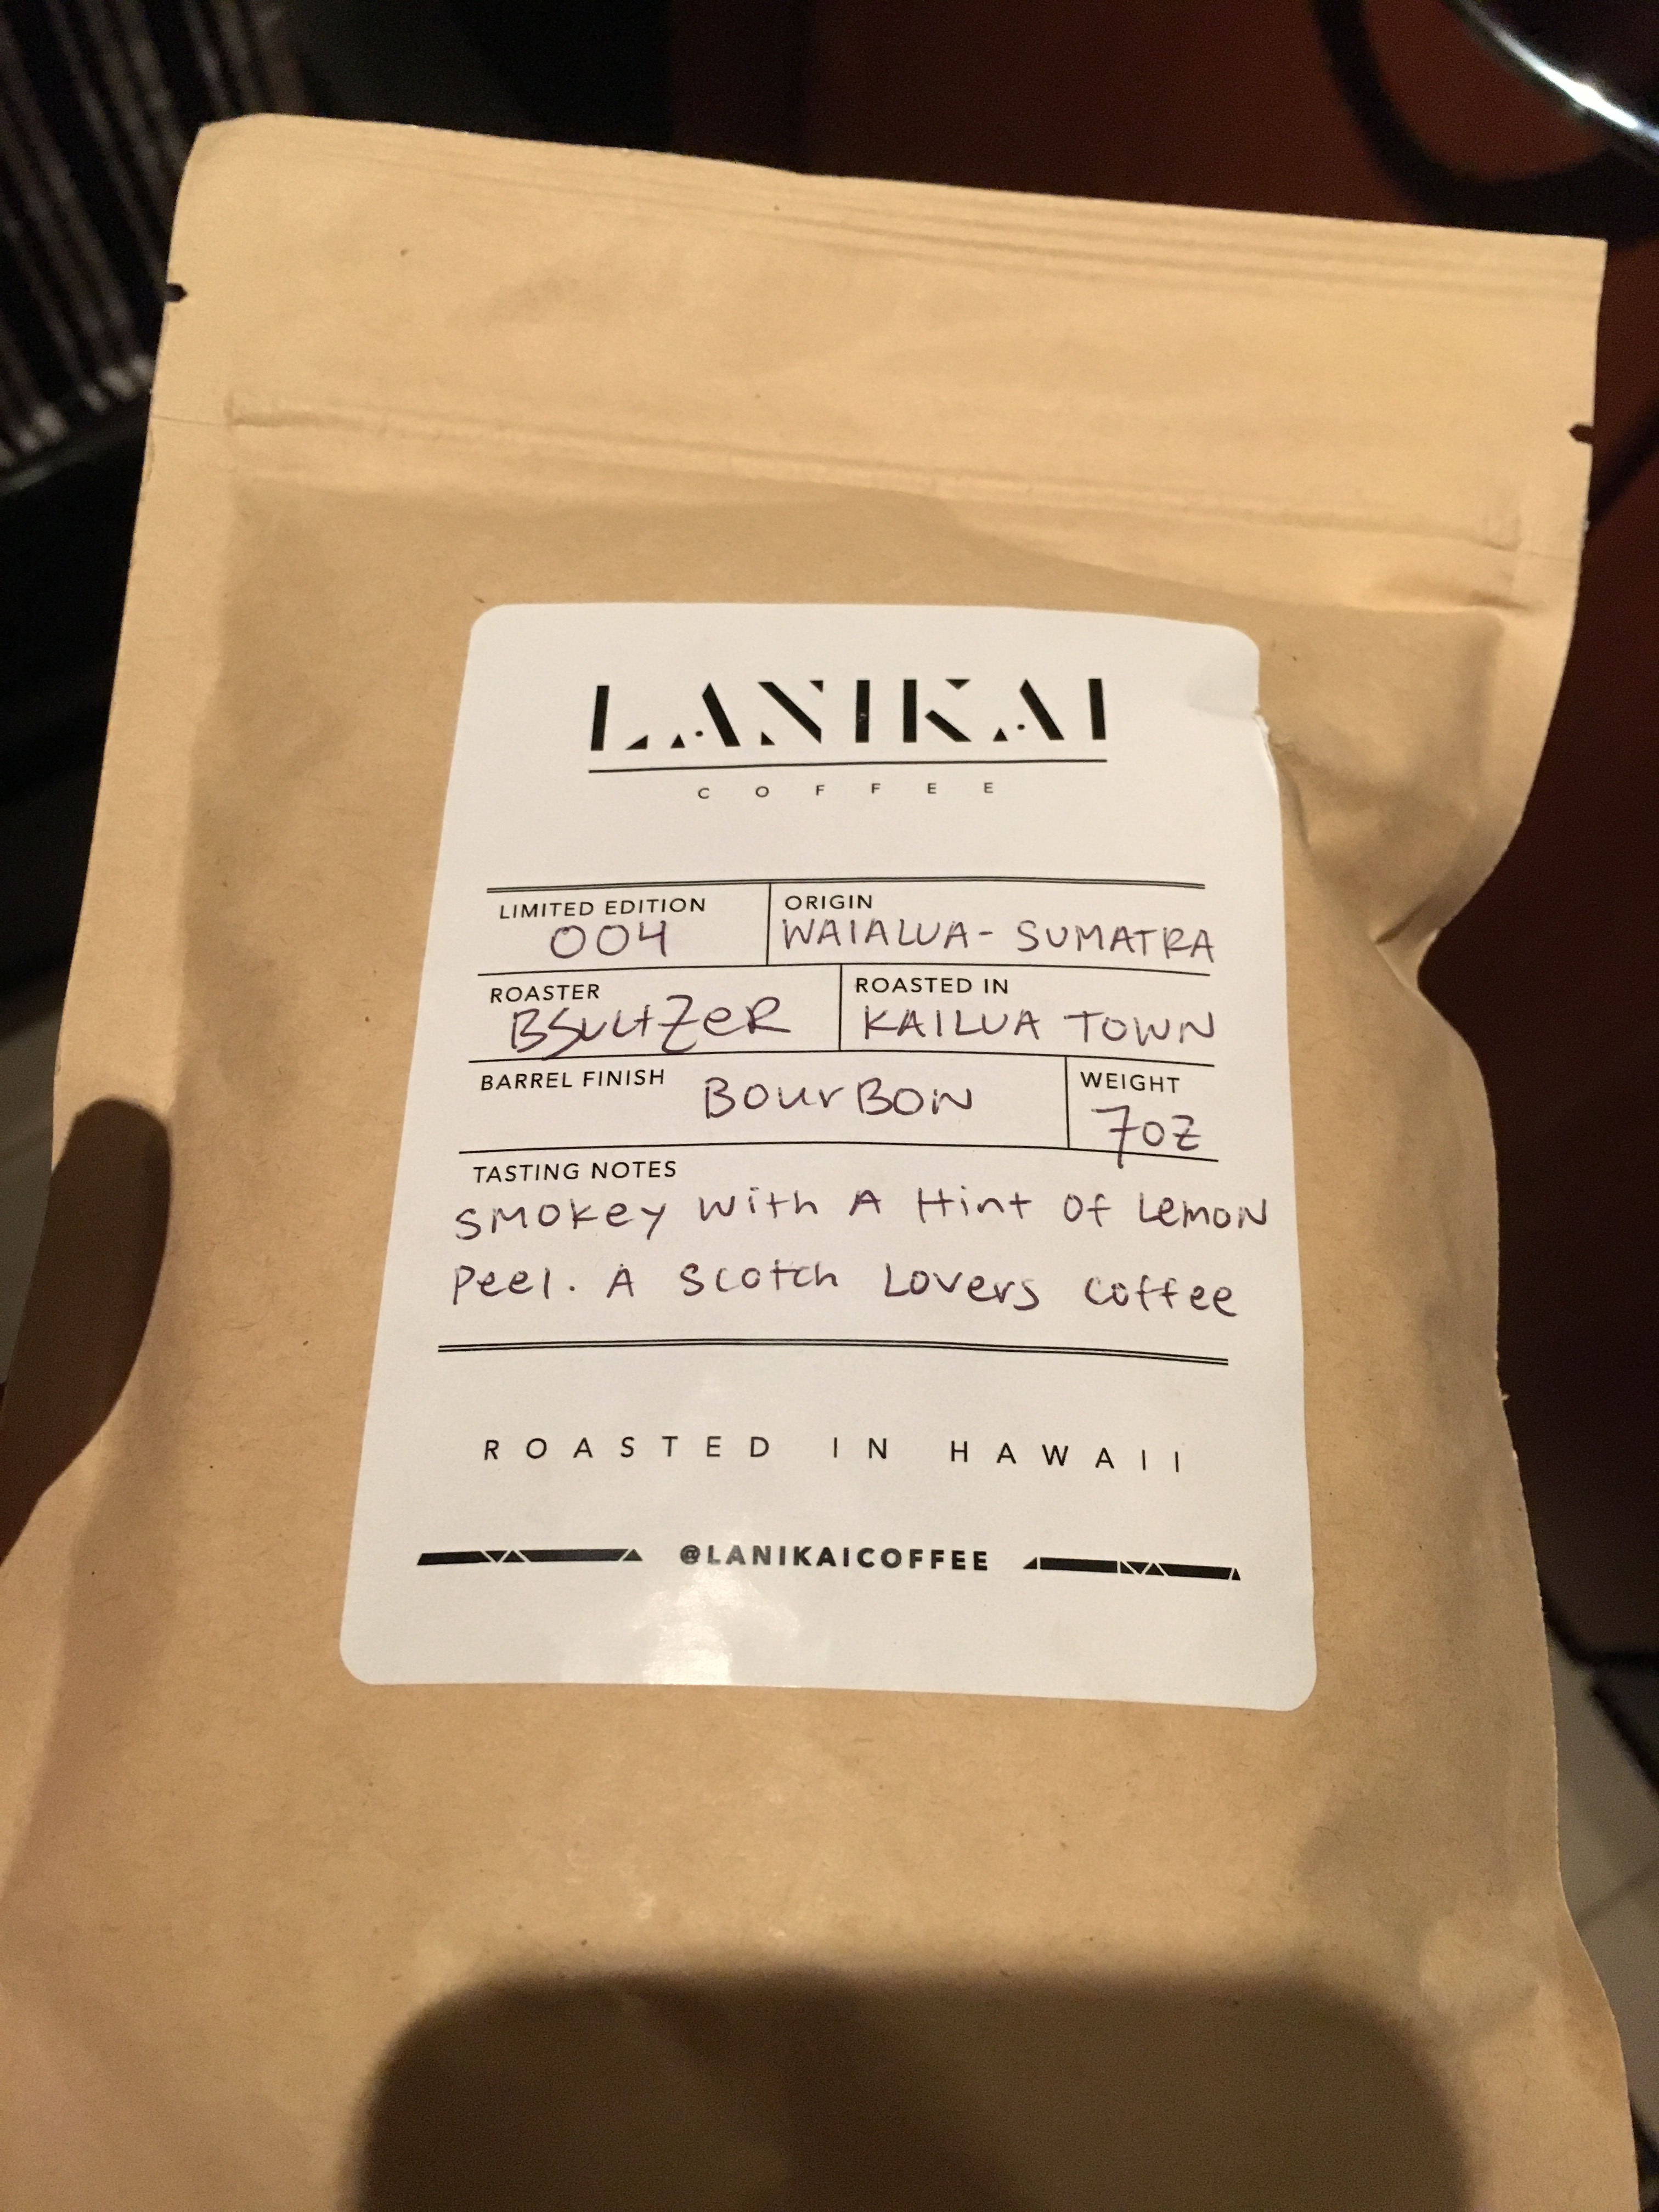 LANIKAI
COFFEE
LIMITED EDITION
004
ORIGIN
WAIALUA- SUMATRA
ROASTER
BSultzeR
ROASTED IN
KAILUA TOWN
BARREL FINISH
BourBoN
WEIGHT
7oz
TASTING NOTES
SMOKey With A Hint Of LemoN
Peel. A Scotch Lovers Coffee
ROASTED IN HAWAII
@LANIKAICOFFEE